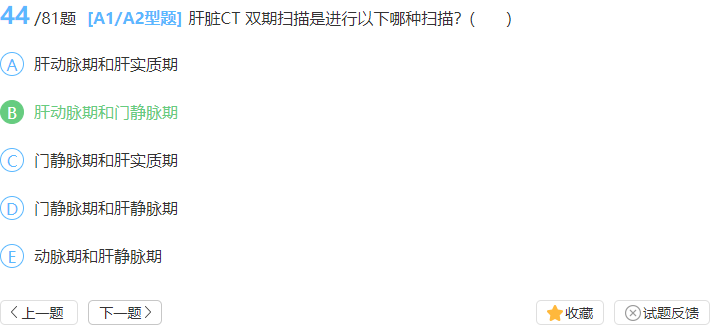 44/81题 [A1/A2型题] 肝脏CT 双期扫描是进行以下哪种扫描?( )
A 肝动脉期和肝实质期
B 肝动脉期和门静脉期
C 门静脉期和肝实质期
D 门静脉期和肝静脉期
E 动脉期和肝静脉期
上一题 下一题 收藏 试题反馈